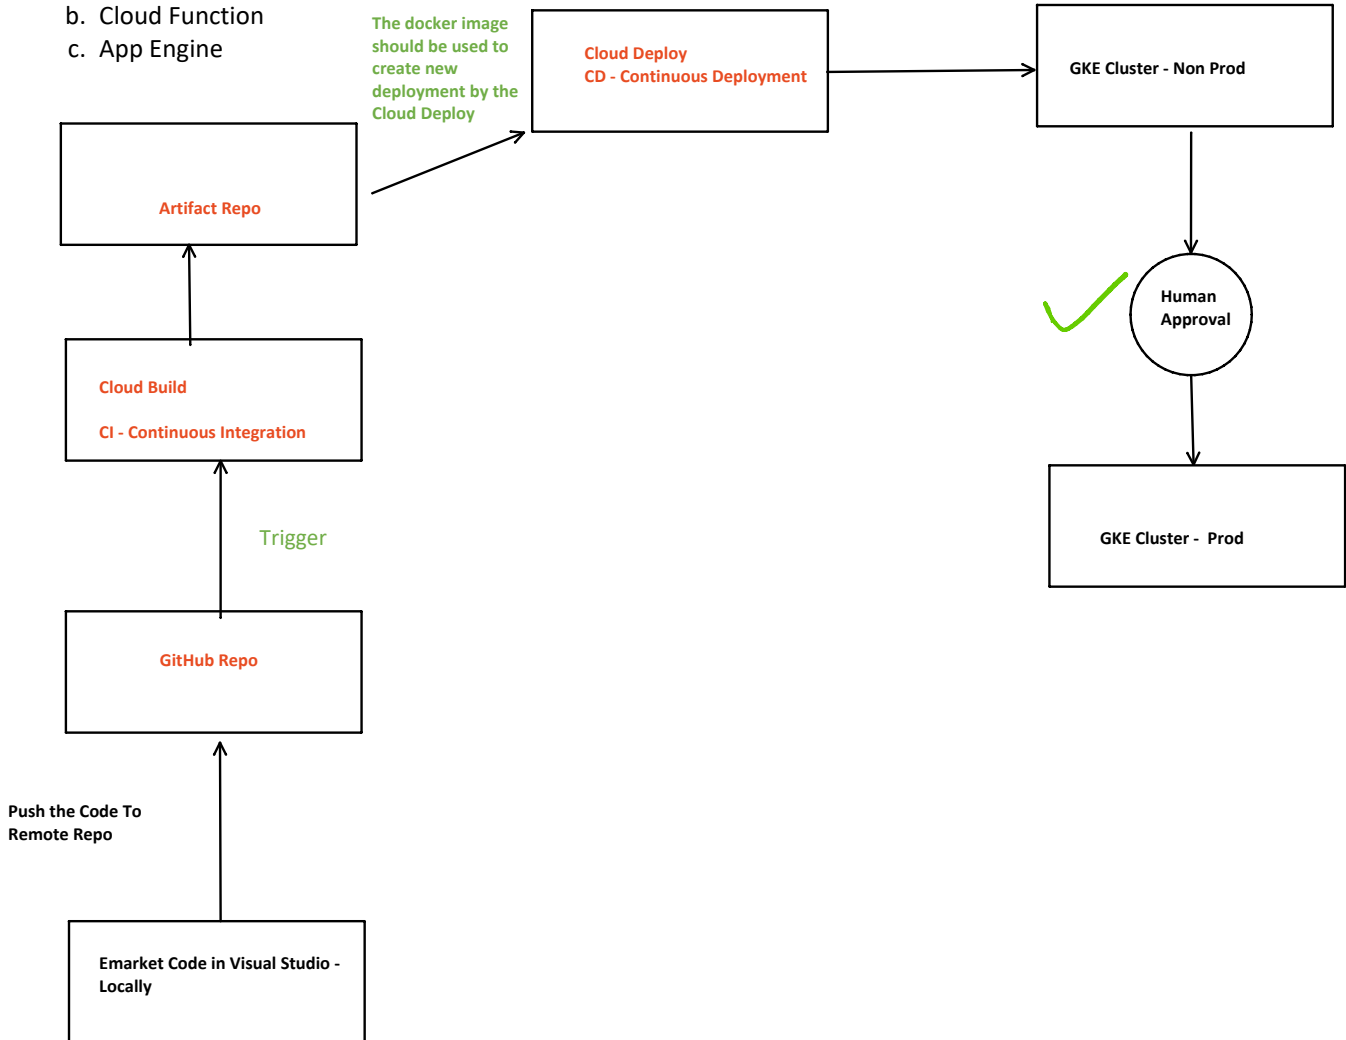 b. Cloud Function
c. App Engine
The docker image
should be used to
create new
deployment by the
Cloud Deploy
Cloud Deploy
CD - Continuous Deployment
GKE Cluster - Non Prod
Artifact Repo
Human
Approval
Cloud Build
CI - Continuous Integration
GKE Cluster - Prod
Trigger
GitHub Repo
Push the Code To
Remote Repo
Emarket Code in Visual Studio -
Locally